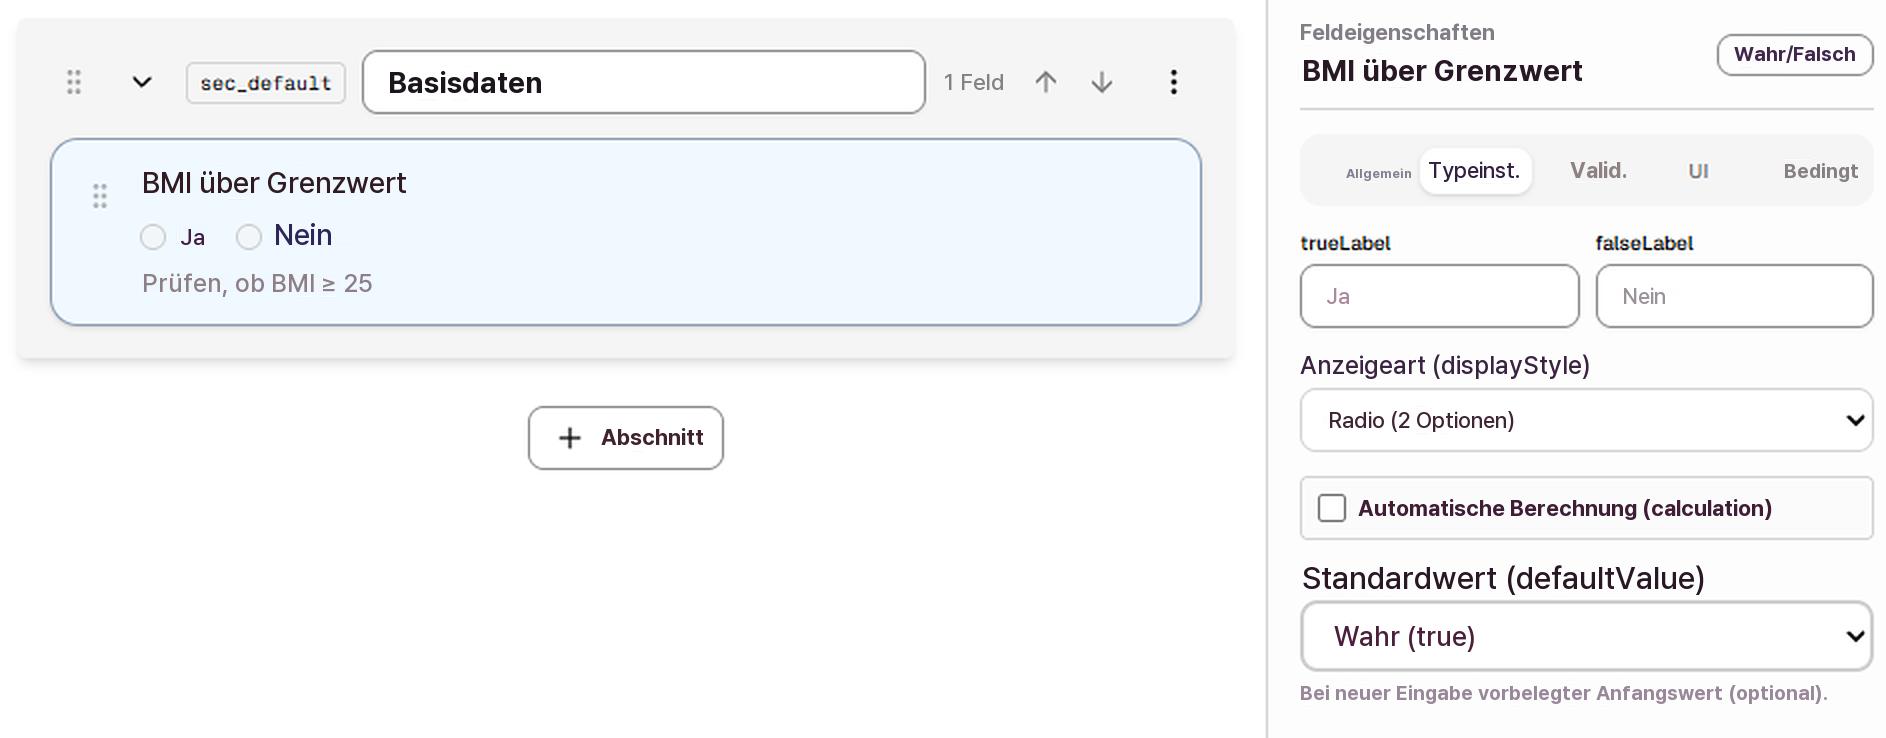 sec_default
Basisdaten
1 Feld
BMI über Grenzwert
Ja
Nein
Prüfen, ob BMI ≥ 25
Abschnitt
Feldeigenschaften
BMI über Grenzwert
Wahr/Falsch
Allgemein
Typeinst.
Valid.
UI
Bedingt
trueLabel
falseLabel
Ja
Nein
Anzeigeart (displayStyle)
Radio (2 Optionen)
Automatische Berechnung (calculation)
Standardwert (defaultValue)
Wahr (true)
Bei neuer Eingabe vorbelegter Anfangswert (optional).